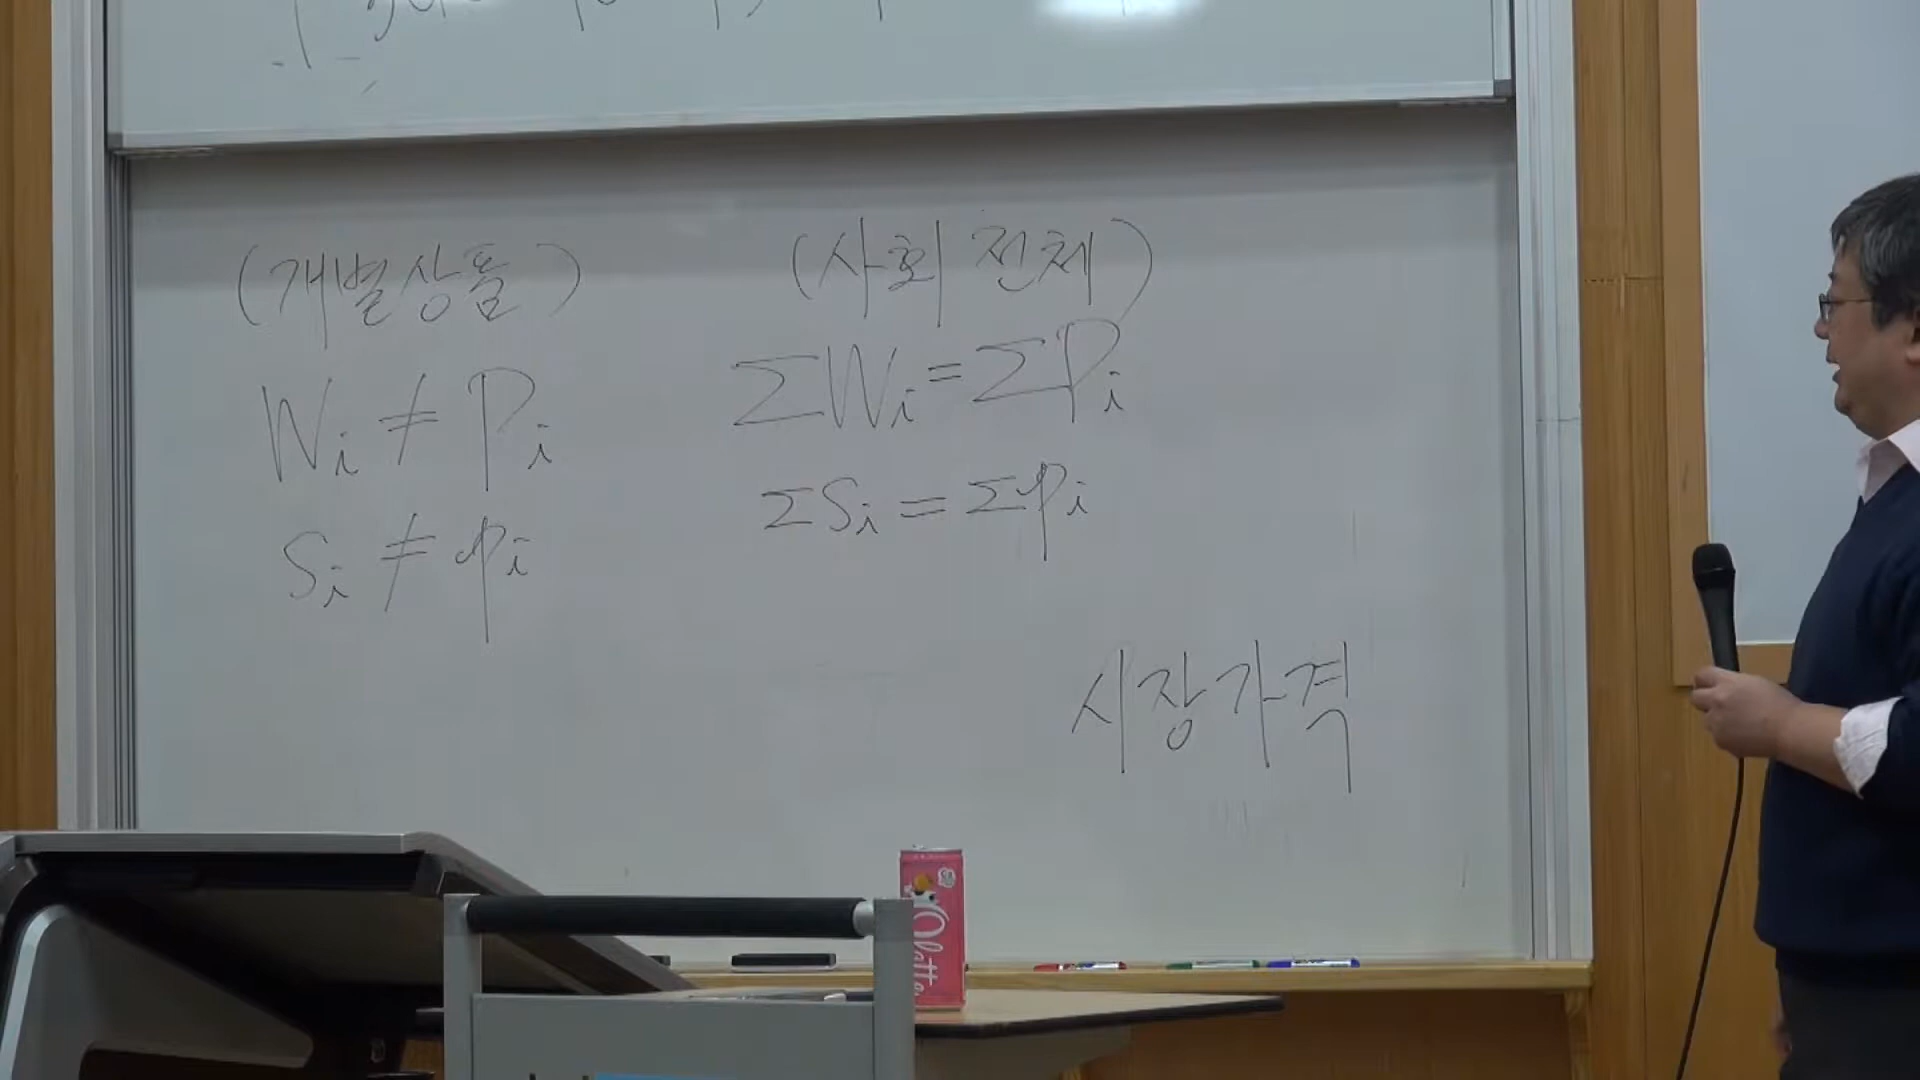 (개별상품)
(사회 전체)
Wi ≠ Pi
ΣWi = ΣPi
Si ≠ pi
ΣSi = Σpi
시장가격
Olatte